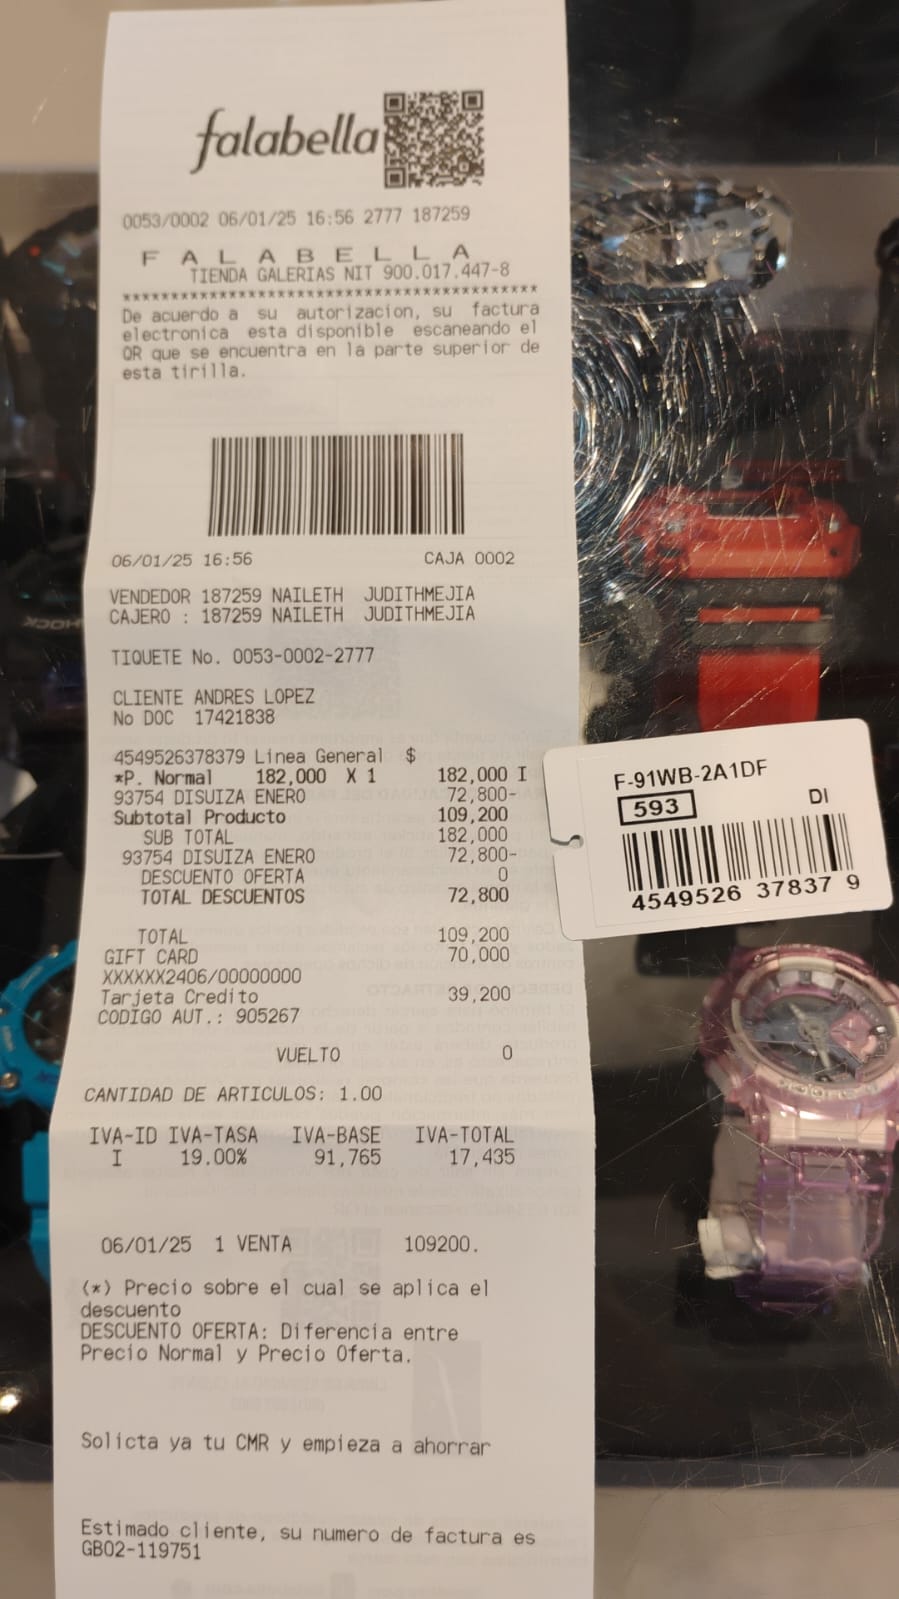 falabella
0053/0002 06/01/25 16:56 2777 187259
F A L A B E L L A
TIENDA GALERIAS NIT 900.017.447-8
******************************************
De acuerdo a su autorizacion, su factura
electronica esta disponible escaneando el
QR que se encuentra en la parte superior de
esta tirilla.
06/01/25 16:56 CAJA 0002
VENDEDOR 187259 NAILETH JUDITHMEJIA
CAJERO : 187259 NAILETH JUDITHMEJIA
TIQUETE No. 0053-0002-2777
CLIENTE ANDRES LOPEZ
No DOC 17421838
4549526378379 Linea General $
*P. Normal 182,000 X 1 182,000 I
93754 DISUIZA ENERO 72,800-
Subtotal Producto 109,200
SUB TOTAL 182,000
93754 DISUIZA ENERO 72,800-
DESCUENTO OFERTA 0
TOTAL DESCUENTOS 72,800
TOTAL 109,200
GIFT CARD 70,000
XXXXXX2406/00000000
Tarjeta Credito 39,200
CODIGO AUT.: 905267
VUELTO 0
CANTIDAD DE ARTICULOS: 1.00
IVA-ID IVA-TASA IVA-BASE IVA-TOTAL
I 19.00% 91,765 17,435
06/01/25 1 VENTA 109200.
(*) Precio sobre el cual se aplica el
descuento
DESCUENTO OFERTA: Diferencia entre
Precio Normal y Precio Oferta.
Solicta ya tu CMR y empieza a ahorrar
Estimado cliente, su numero de factura es
GB02-119751
F-91WB-2A1DF
593 DI
4549526 37837 9